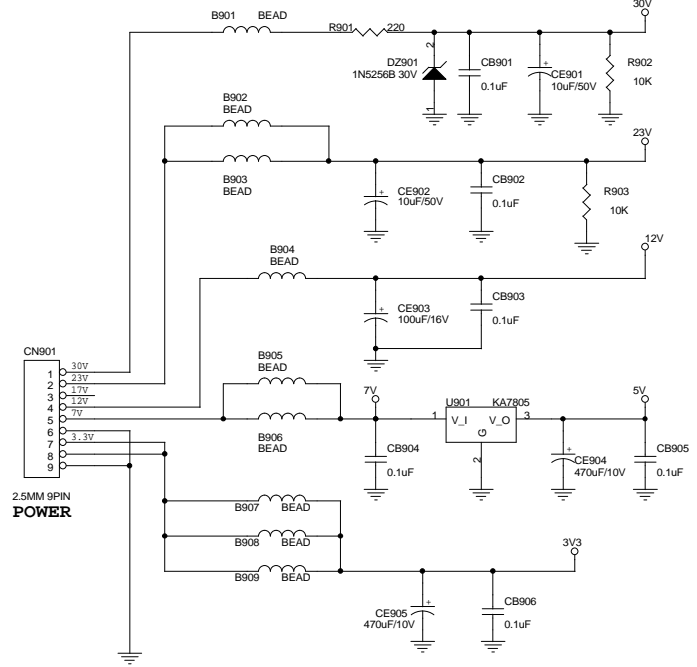 30V
B901 BEAD
R901 220
DZ901
1N5256B 30V
2
1
CB901
0.1uF
+
CE901
10uF/50V
R902
10K
B902
BEAD
23V
B903
BEAD
+
CE902
10uF/50V
CB902
0.1uF
R903
10K
12V
B904
BEAD
+
CE903
100uF/16V
CB903
0.1uF
CN901
1 30V
2 23V
3 17V
4 12V
5 7V
6
7 3.3V
8
9
2.5MM 9PIN
POWER
B905
BEAD
B906
BEAD
7V
CB904
0.1uF
U901 KA7805
1 V_I V_O 3
G
2
5V
+
CE904
470uF/10V
CB905
0.1uF
B907 BEAD
B908 BEAD
B909 BEAD
3V3
+
CE905
470uF/10V
CB906
0.1uF